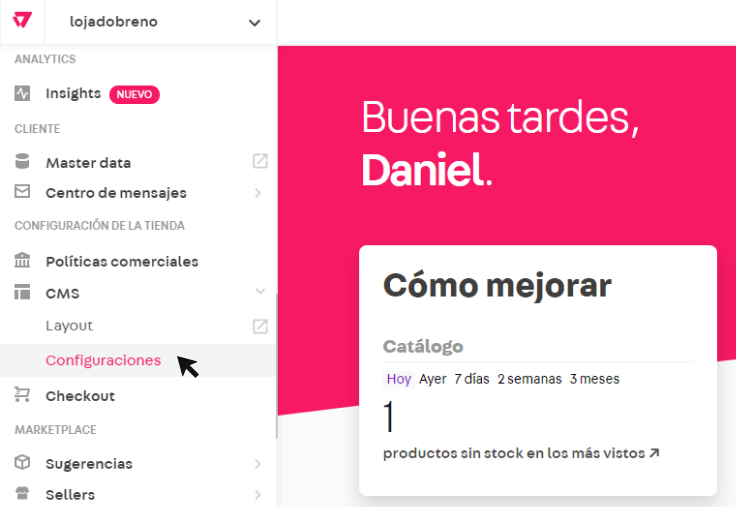 lojadobreno
ANALYTICS
Insights NUEVO
CLIENTE
Master data
Centro de mensajes
CONFIGURACIÓN DE LA TIENDA
Políticas comerciales
CMS
Layout
Configuraciones
Checkout
MARKETPLACE
Sugerencias
Sellers
Buenas tardes,
Daniel.
Cómo mejorar
Catálogo
Hoy Ayer 7 días 2 semanas 3 meses
1
productos sin stock en los más vistos